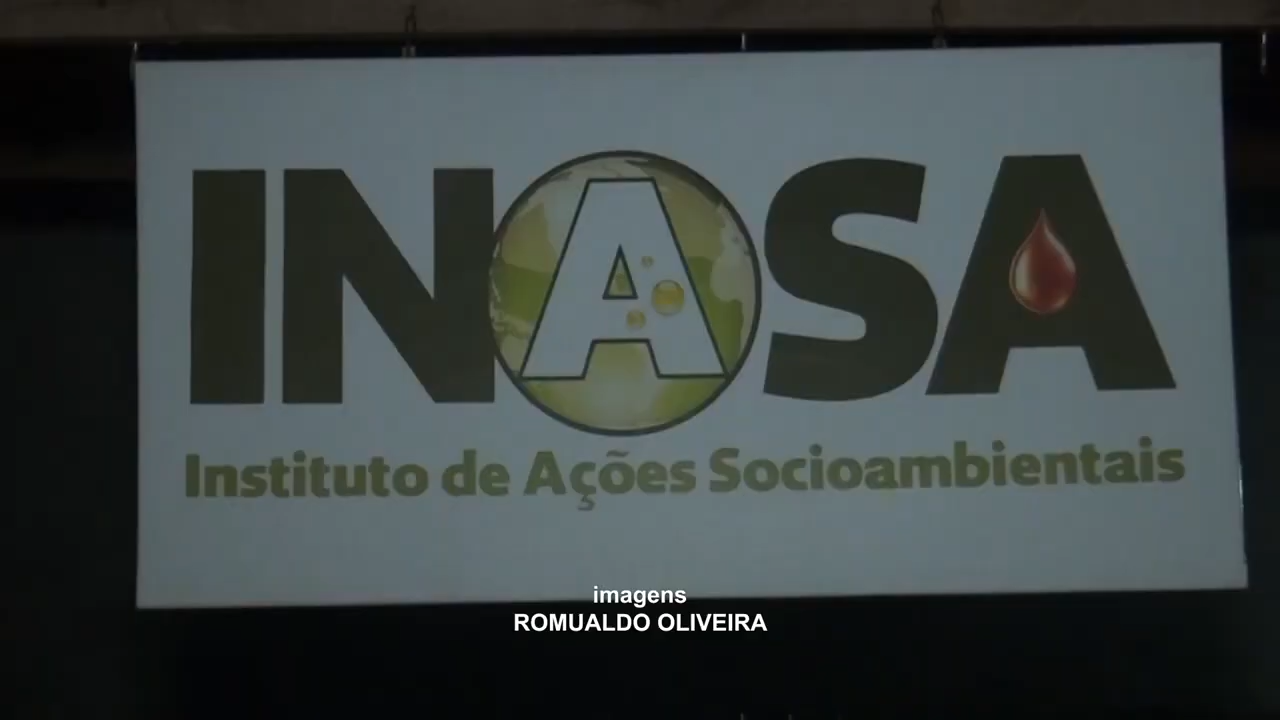 INASA
Instituto de Ações Socioambientais
imagens
ROMUALDO OLIVEIRA